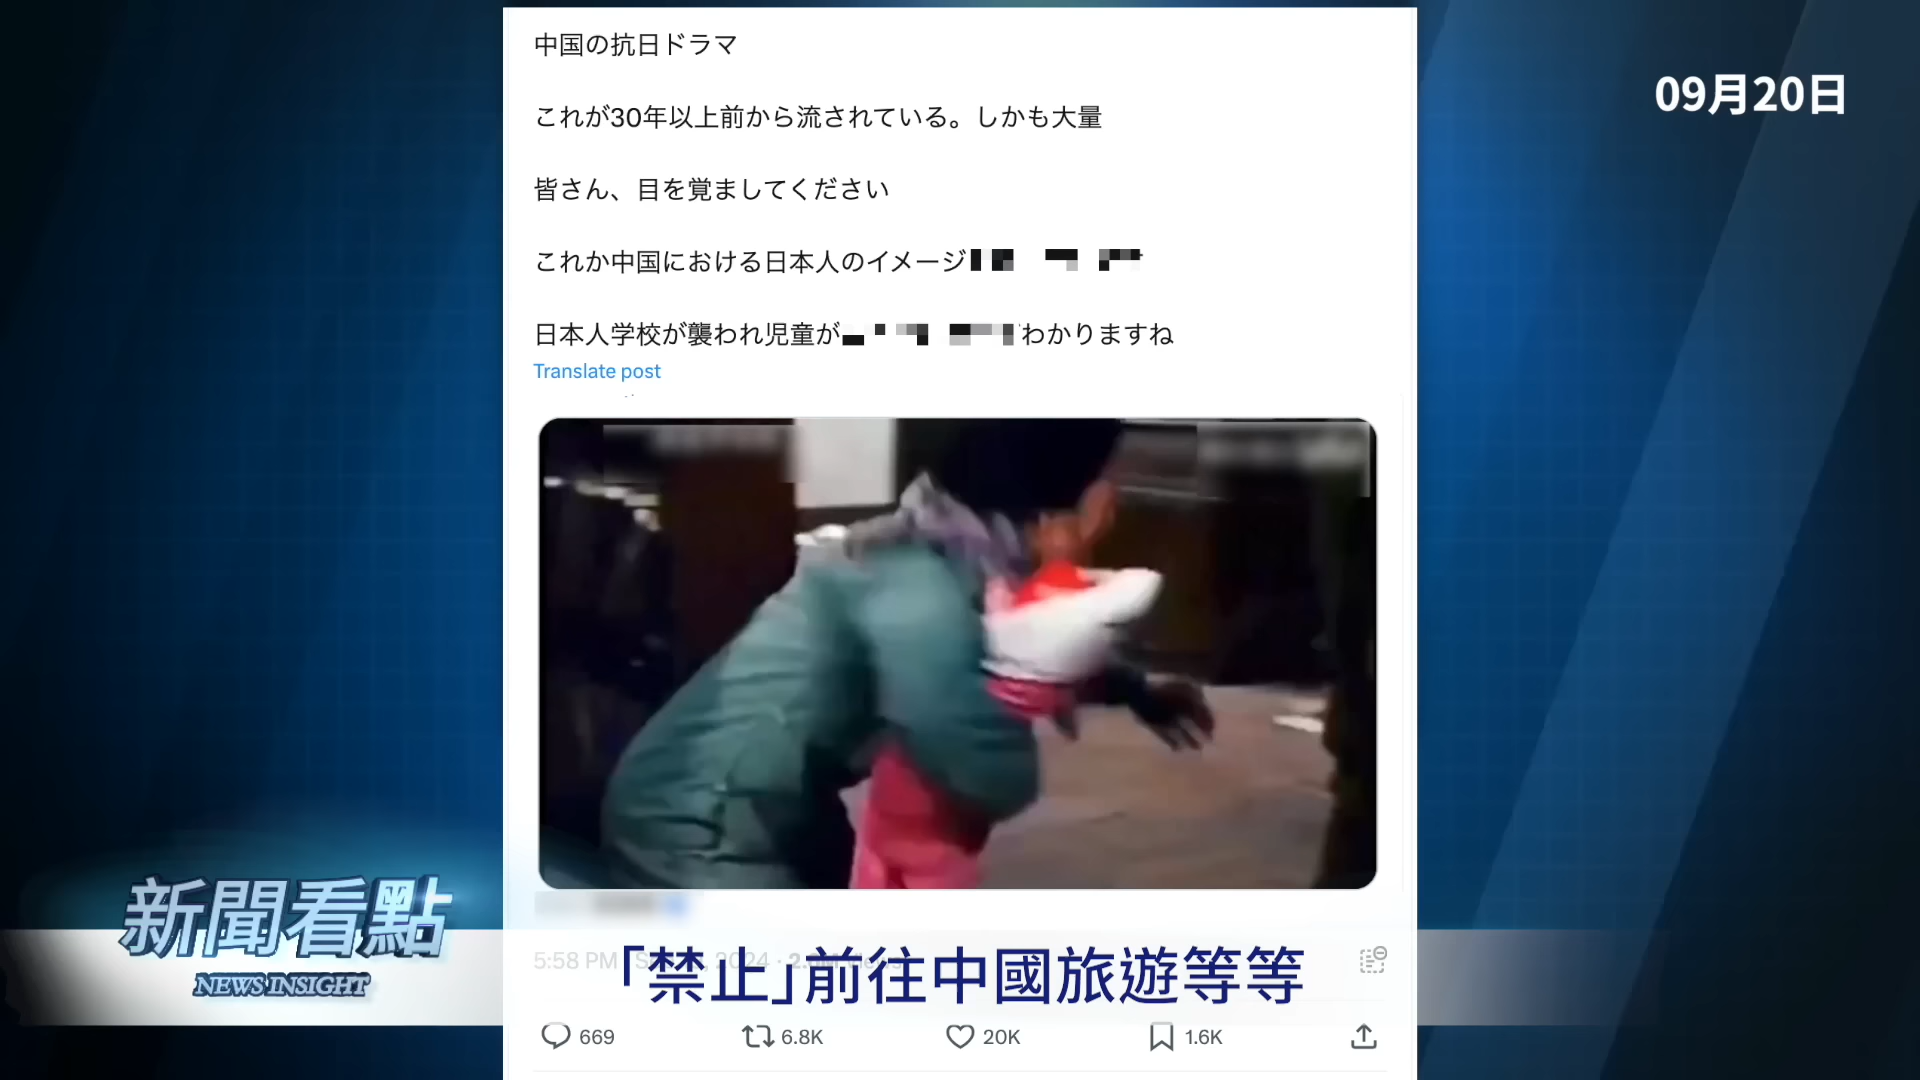 中国の抗日ドラマ
09月20日
これが30年以上前から流されている。しかも大量
皆さん、目を覚ましてください
これか中国における日本人のイメージ
日本人学校が襲われ児童が わかりますね
Translate post
新聞看點
NEWS INSIGHT
5:58 PM 2024
「禁止」前往中國旅遊等等
669 6.8K 20K 1.6K